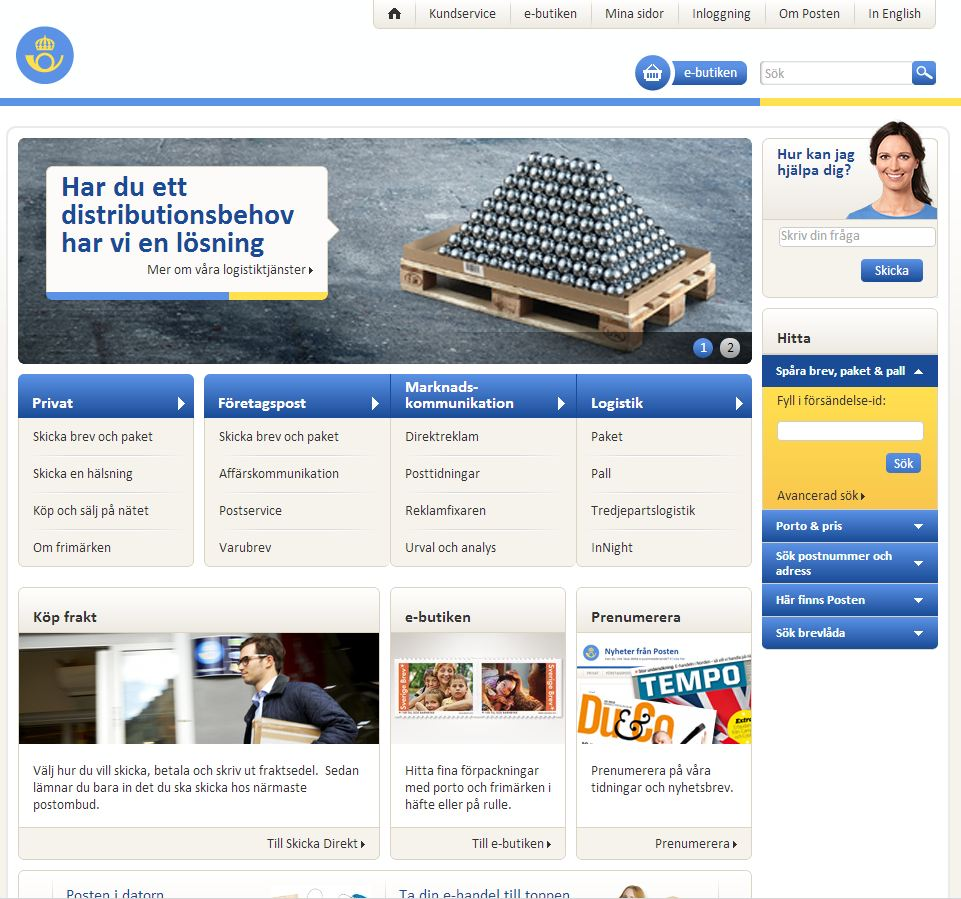 Kundservice
e-butiken
Mina sidor
Inloggning
Om Posten
In English
e-butiken
Sök
Har du ett
distributionsbehov
har vi en lösning
Mer om våra logistiktjänster
1
2
Hur kan jag
hjälpa dig?
Skriv din fråga
Skicka
Hitta
Spåra brev, paket & pall
Fyll i försändelse-id:
Sök
Avancerad sök
Porto & pris
Sök postnummer och
adress
Här finns Posten
Sök brevlåda
Privat
Skicka brev och paket
Skicka en hälsning
Köp och sälj på nätet
Om frimärken
Företagspost
Skicka brev och paket
Affärskommunikation
Postservice
Varubrev
Marknads-
kommunikation
Direktreklam
Posttidningar
Reklamfixaren
Urval och analys
Logistik
Paket
Pall
Tredjepartslogistik
InNight
Köp frakt
Välj hur du vill skicka, betala och skriv ut fraktsedel. Sedan
lämnar du bara in det du ska skicka hos närmaste
postombud.
Till Skicka Direkt
e-butiken
Sverige Brev
Sverige Brev
Hitta fina förpackningar
med porto och frimärken i
häfte eller på rulle.
Till e-butiken
Prenumerera
Nyheter från Posten
TEMPO
Du&Co
Extra
Prenumerera på våra
tidningar och nyhetsbrev.
Prenumerera
Posten i datorn
Ta din e-handel till toppen